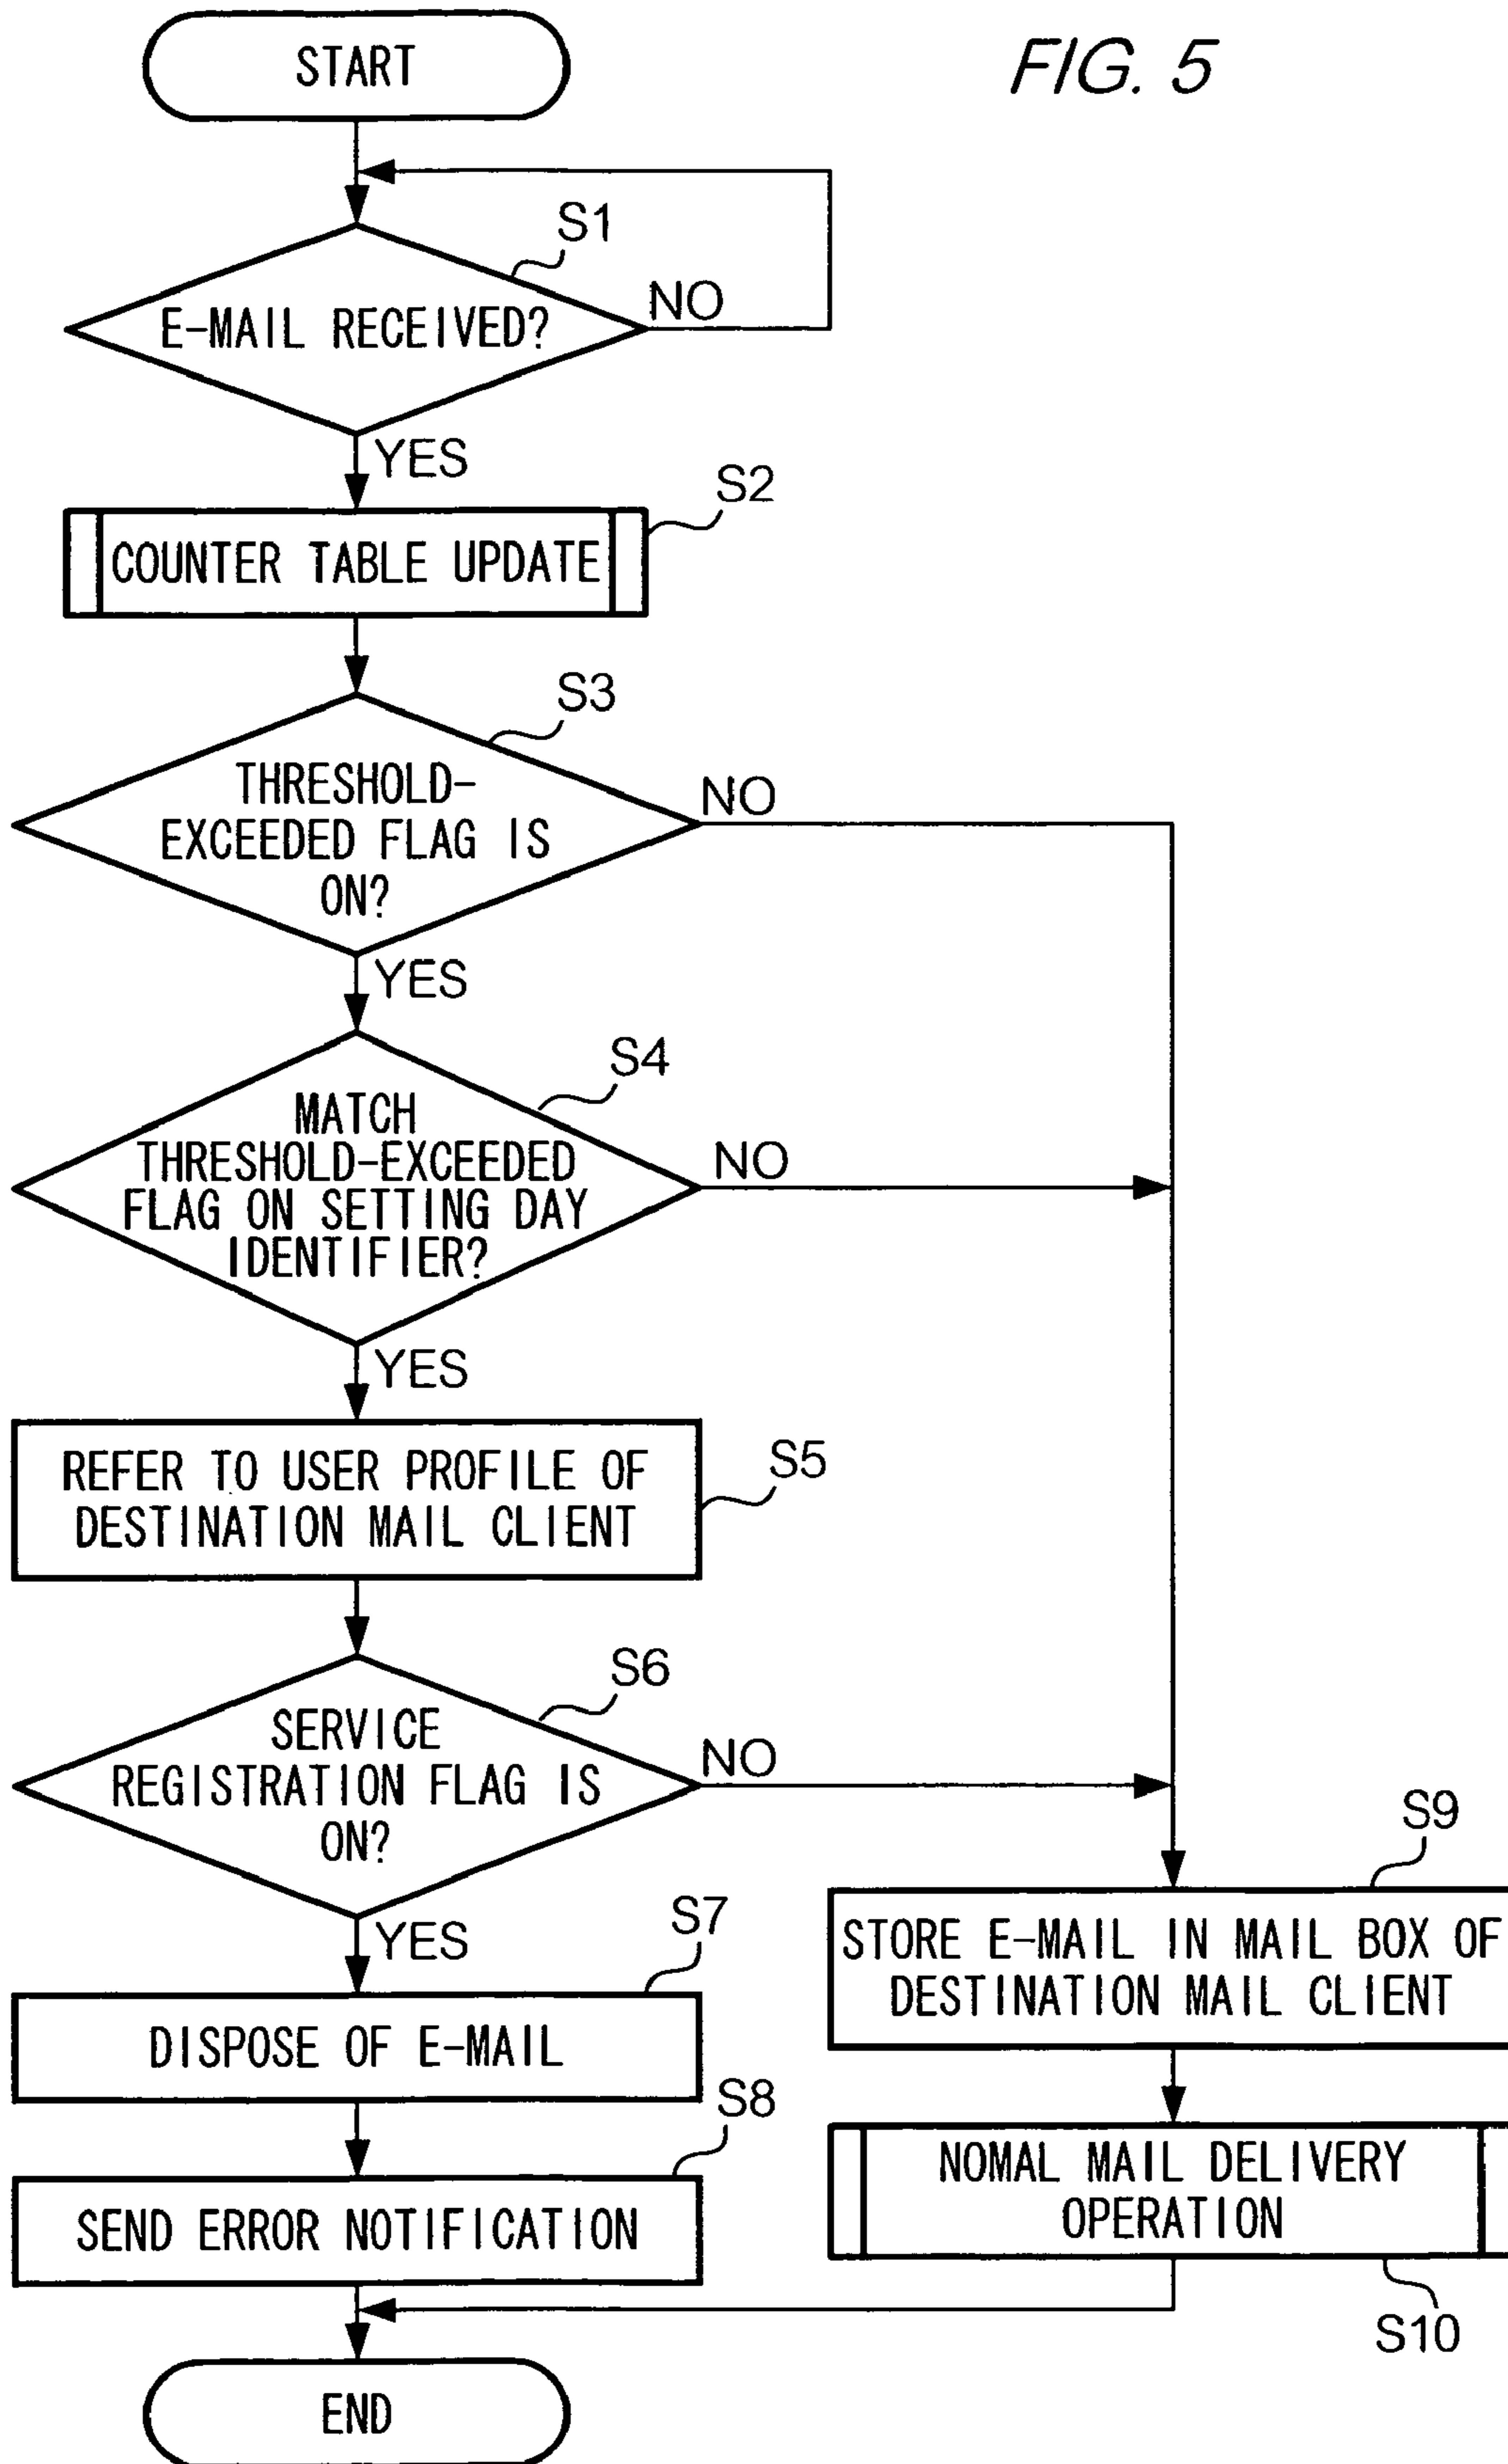 START
FIG. 5
S1
E-MAIL RECEIVED?
NO
YES
S2
COUNTER TABLE UPDATE
S3
THRESHOLD-
EXCEEDED FLAG IS
ON?
NO
YES
S4
MATCH
THRESHOLD-EXCEEDED
FLAG ON SETTING DAY
IDENTIFIER?
NO
YES
S5
REFER TO USER PROFILE OF
DESTINATION MAIL CLIENT
S6
SERVICE
REGISTRATION FLAG IS
ON?
NO
YES
S7
DISPOSE OF E-MAIL
S8
SEND ERROR NOTIFICATION
S9
STORE E-MAIL IN MAIL BOX OF
DESTINATION MAIL CLIENT
NOMAL MAIL DELIVERY
OPERATION
S10
END